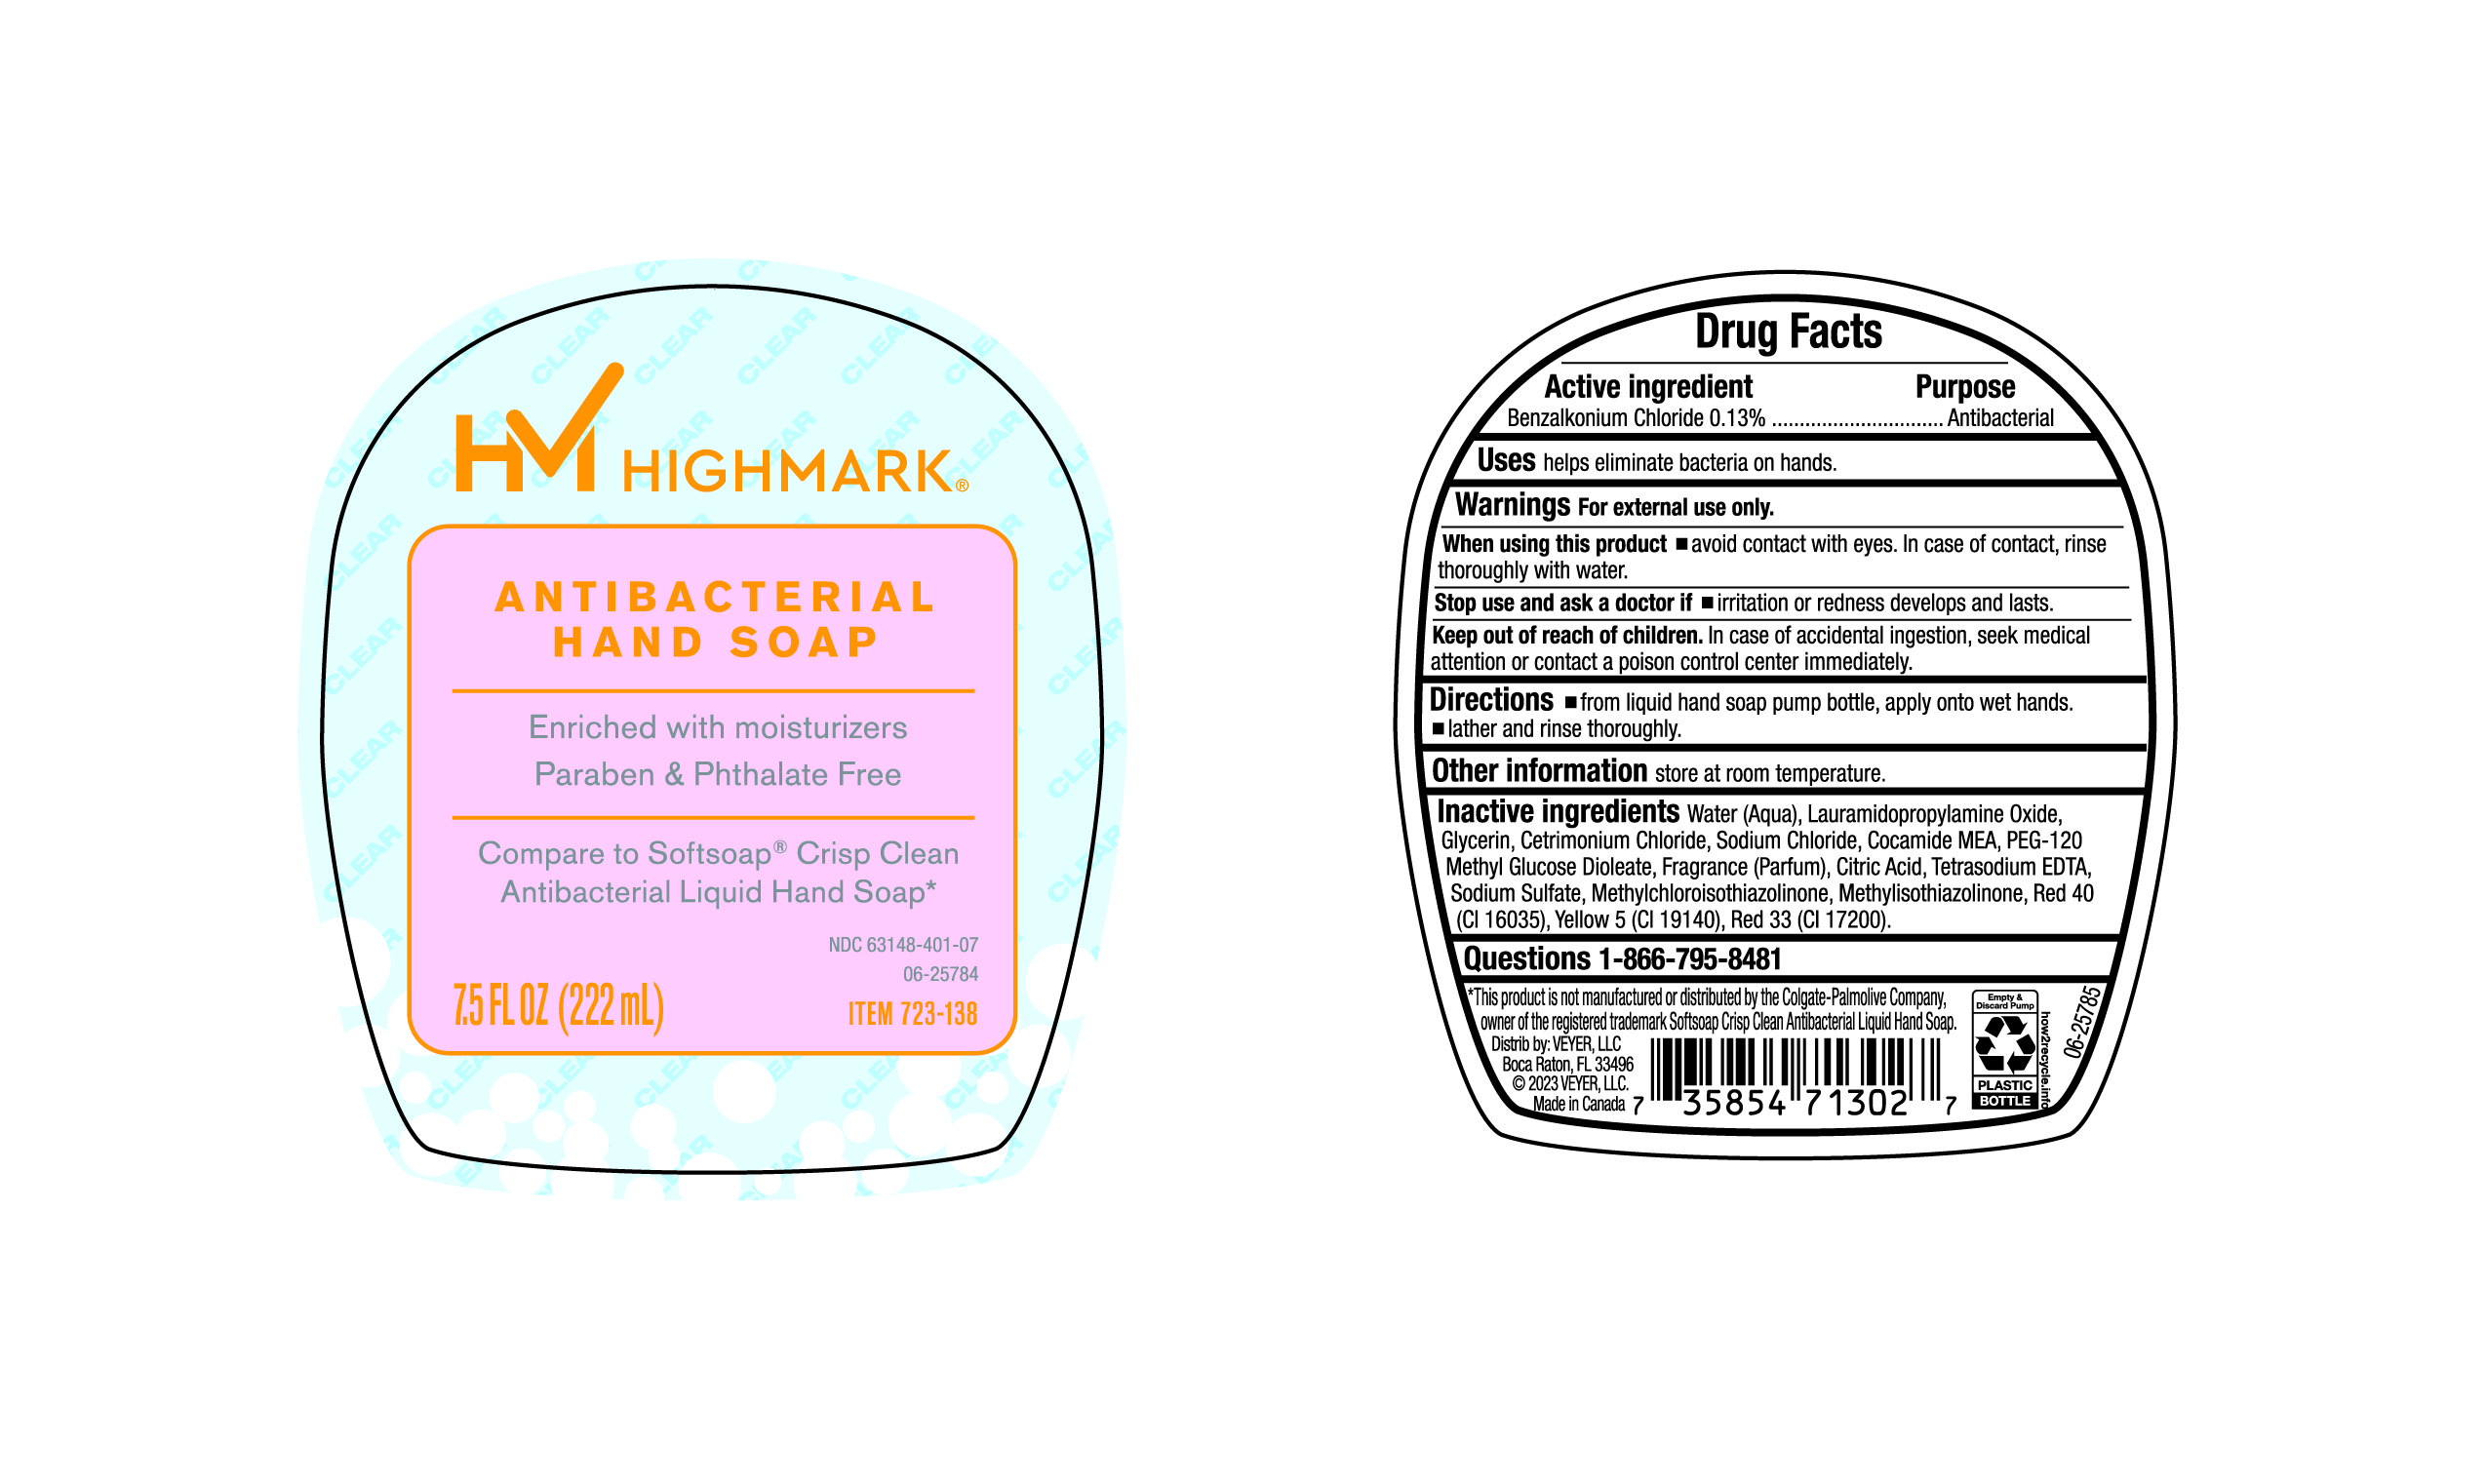 HM HIGHMARK®
ANTIBACTERIAL
HAND SOAP
Enriched with moisturizers
Paraben & Phthalate Free
Compare to Softsoap® Crisp Clean
Antibacterial Liquid Hand Soap*
NDC 63148-401-07
06-25784
7.5 FL OZ (222 mL)
ITEM 723-138
CLEAR
Drug Facts
Active ingredient Purpose
Benzalkonium Chloride 0.13% ............................... Antibacterial
Uses helps eliminate bacteria on hands.
Warnings For external use only.
When using this product ■ avoid contact with eyes. In case of contact, rinse
thoroughly with water.
Stop use and ask a doctor if ■ irritation or redness develops and lasts.
Keep out of reach of children. In case of accidental ingestion, seek medical
attention or contact a poison control center immediately.
Directions ■ from liquid hand soap pump bottle, apply onto wet hands.
■ lather and rinse thoroughly.
Other information store at room temperature.
Inactive ingredients Water (Aqua), Lauramidopropylamine Oxide,
Glycerin, Cetrimonium Chloride, Sodium Chloride, Cocamide MEA, PEG-120
Methyl Glucose Dioleate, Fragrance (Parfum), Citric Acid, Tetrasodium EDTA,
Sodium Sulfate, Methylchloroisothiazolinone, Methylisothiazolinone, Red 40
(CI 16035), Yellow 5 (CI 19140), Red 33 (CI 17200).
Questions 1-866-795-8481
*This product is not manufactured or distributed by the Colgate-Palmolive Company,
owner of the registered trademark Softsoap Crisp Clean Antibacterial Liquid Hand Soap.
Distrib by: VEYER, LLC
Boca Raton, FL 33496
© 2023 VEYER, LLC.
Made in Canada
7 35854 71302 7
Empty &
Discard Pump
PLASTIC
BOTTLE
how2recycle.info
06-25785